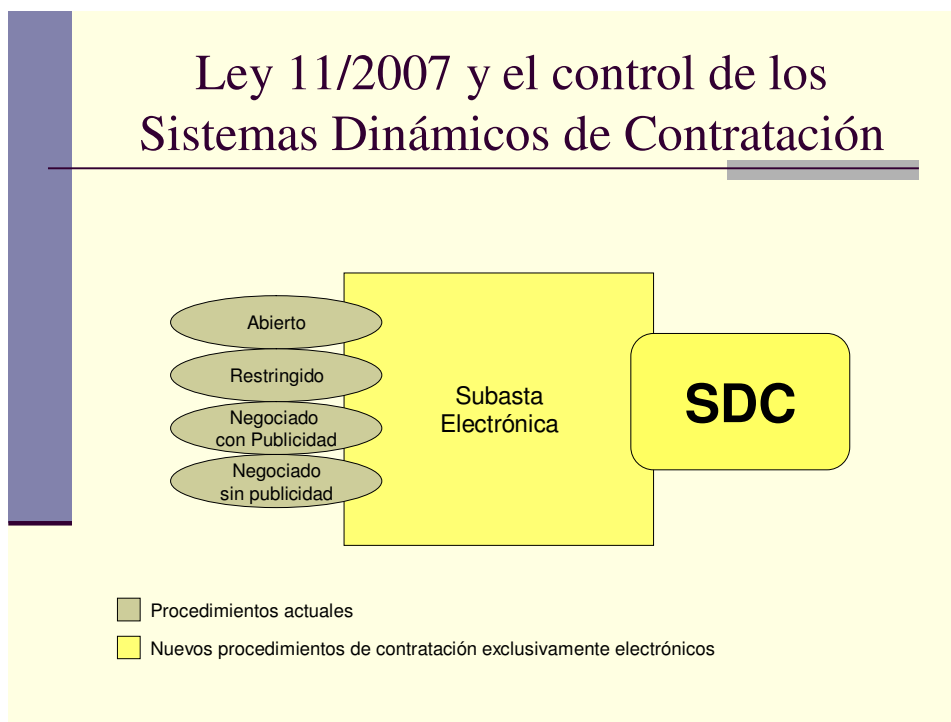 Ley 11/2007 y el control de los
Sistemas Dinámicos de Contratación
Abierto
Restringido
Negociado
con Publicidad
Negociado
sin publicidad
Subasta
Electrónica
SDC
Procedimientos actuales
Nuevos procedimientos de contratación exclusivamente electrónicos